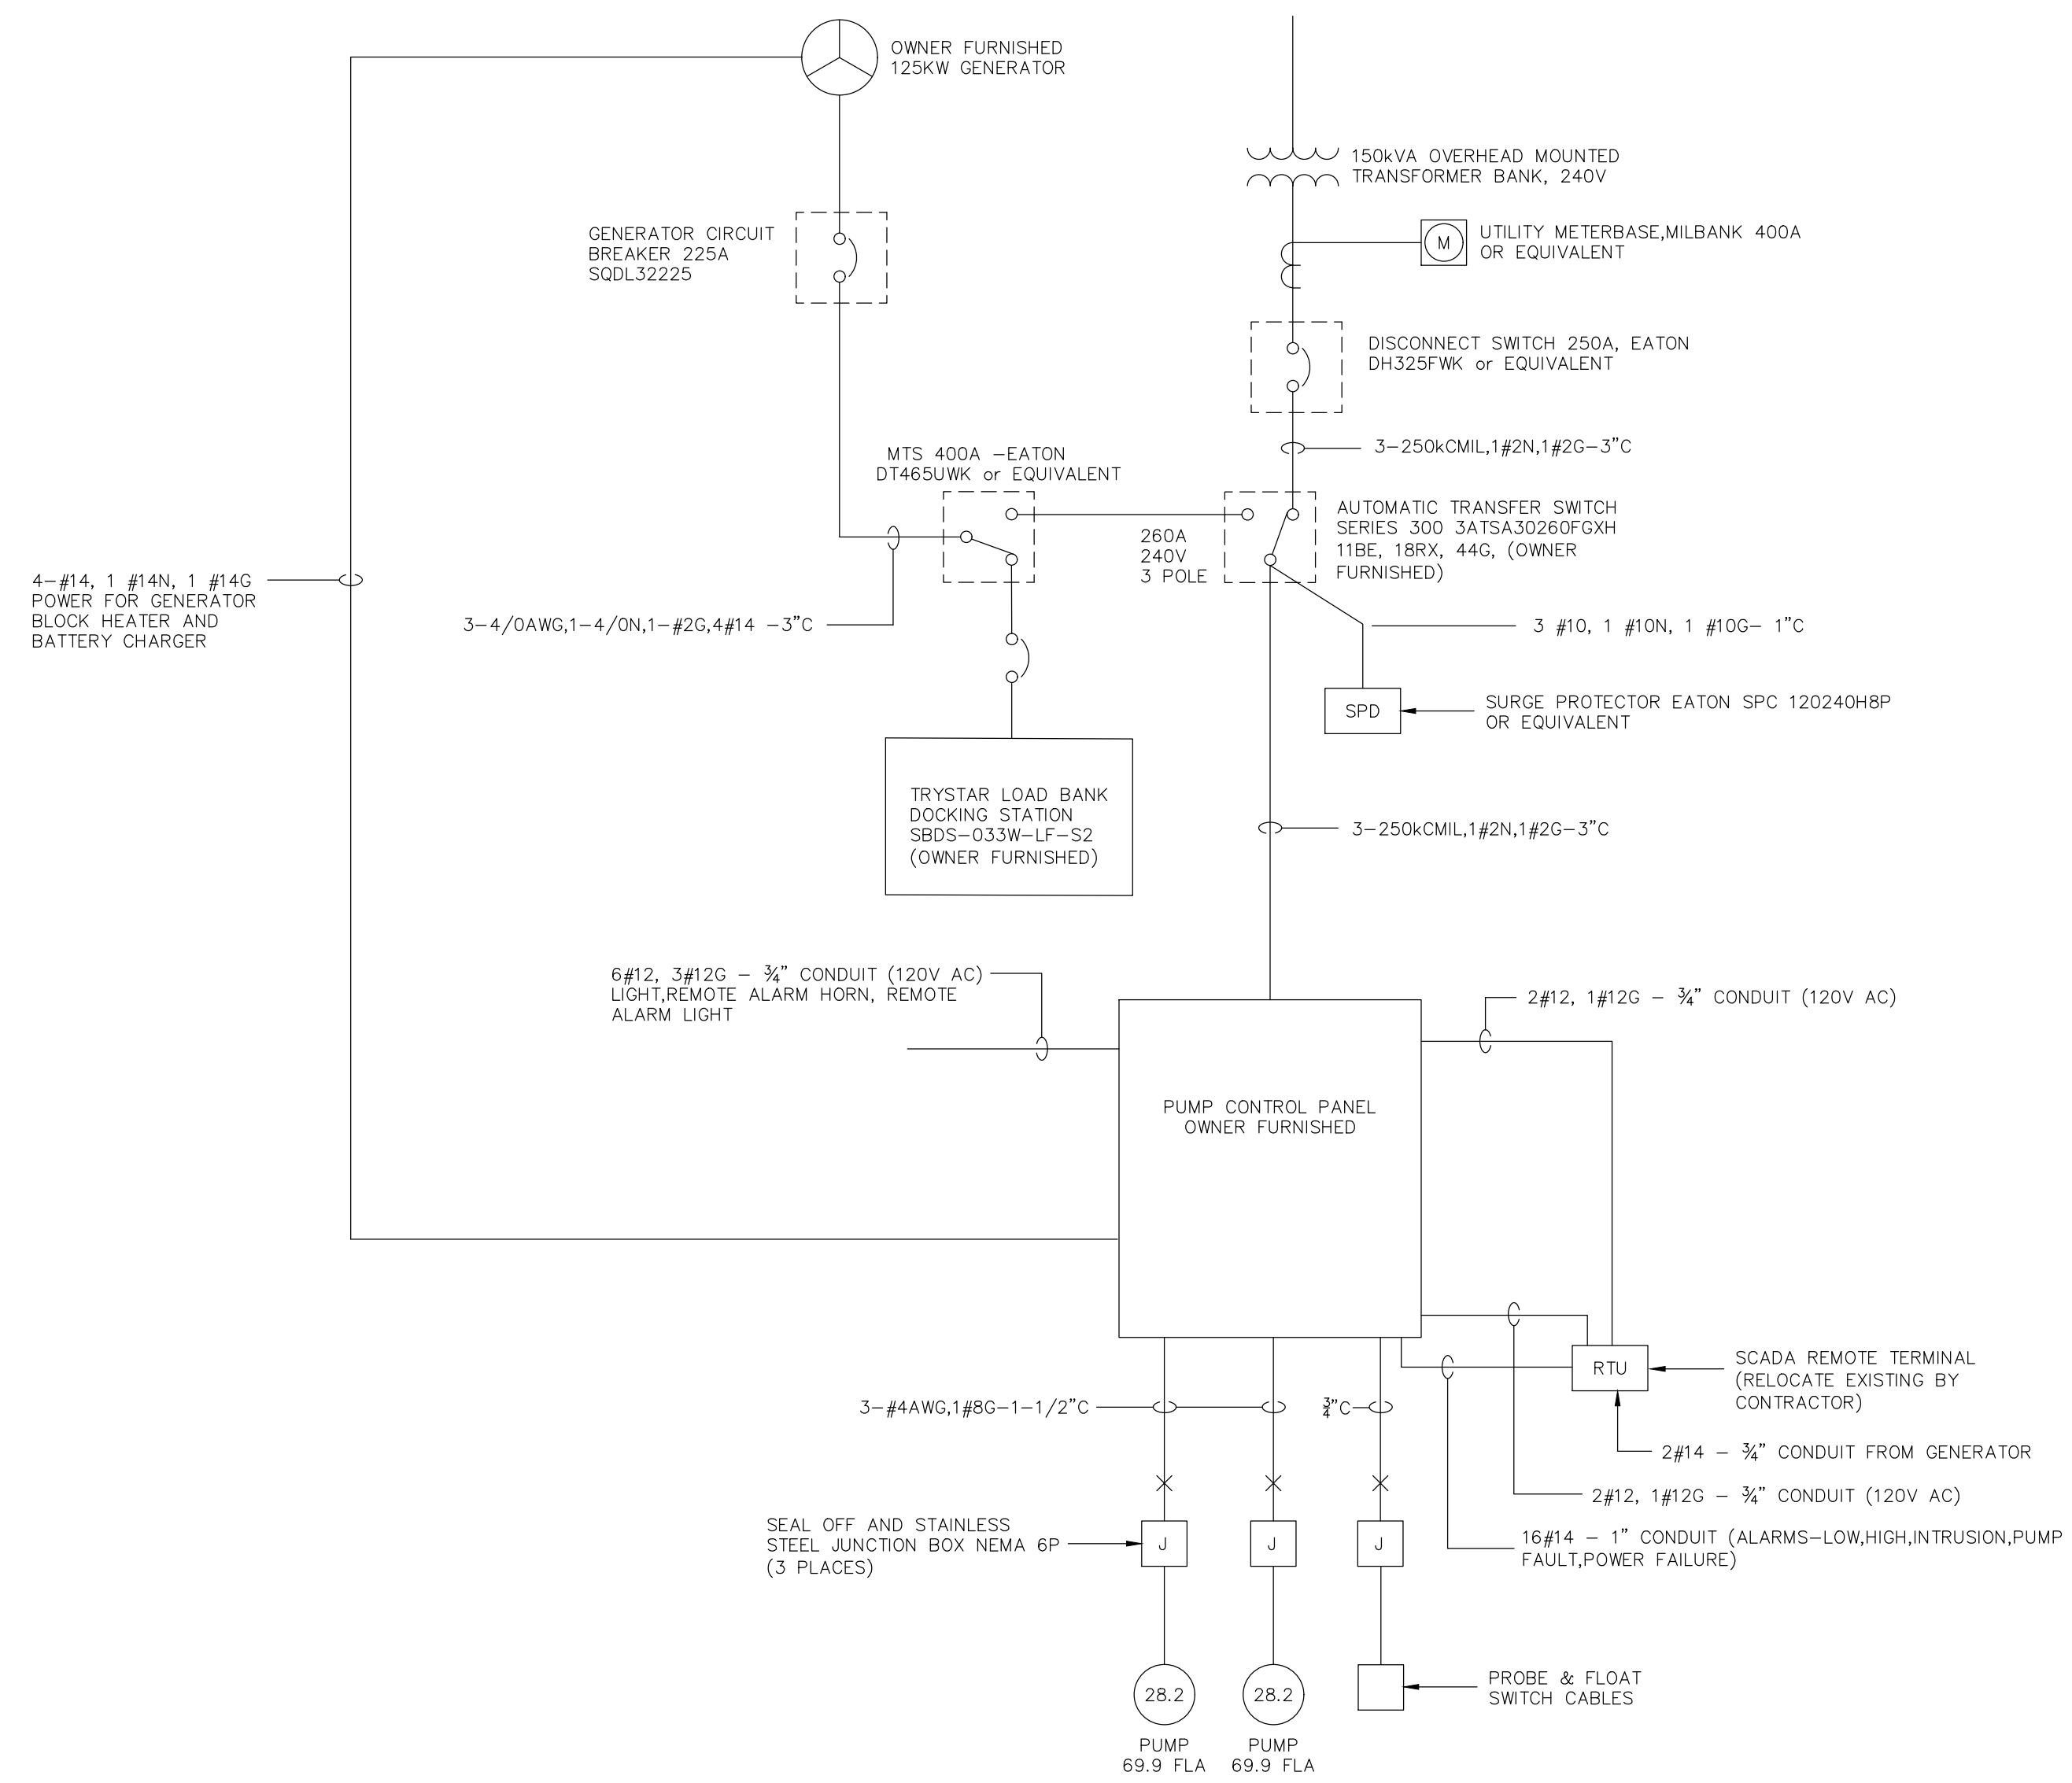 OWNER FURNISHED
125KW GENERATOR
150kVA OVERHEAD MOUNTED
TRANSFORMER BANK, 240V
GENERATOR CIRCUIT
BREAKER 225A
SQDL32225
M
UTILITY METERBASE,MILBANK 400A
OR EQUIVALENT
DISCONNECT SWITCH 250A, EATON
DH325FWK or EQUIVALENT
3-250kCMIL,1#2N,1#2G-3"C
MTS 400A -EATON
DT465UWK or EQUIVALENT
260A
240V
3 POLE
AUTOMATIC TRANSFER SWITCH
SERIES 300 3ATSA30260FGXH
11BE, 18RX, 44G, (OWNER
FURNISHED)
4-#14, 1 #14N, 1 #14G
POWER FOR GENERATOR
BLOCK HEATER AND
BATTERY CHARGER
3-4/0AWG,1-4/0N,1-#2G,4#14 -3"C
3 #10, 1 #10N, 1 #10G- 1"C
SPD
SURGE PROTECTOR EATON SPC 120240H8P
OR EQUIVALENT
TRYSTAR LOAD BANK
DOCKING STATION
SBDS-033W-LF-S2
(OWNER FURNISHED)
3-250kCMIL,1#2N,1#2G-3"C
6#12, 3#12G - ¾" CONDUIT (120V AC)
LIGHT,REMOTE ALARM HORN, REMOTE
ALARM LIGHT
2#12, 1#12G - ¾" CONDUIT (120V AC)
PUMP CONTROL PANEL
OWNER FURNISHED
RTU
SCADA REMOTE TERMINAL
(RELOCATE EXISTING BY
CONTRACTOR)
3-#4AWG,1#8G-1-1/2"C
¾"C
2#14 - ¾" CONDUIT FROM GENERATOR
2#12, 1#12G - ¾" CONDUIT (120V AC)
16#14 - 1" CONDUIT (ALARMS-LOW,HIGH,INTRUSION,PUMP
FAULT,POWER FAILURE)
SEAL OFF AND STAINLESS
STEEL JUNCTION BOX NEMA 6P
(3 PLACES)
J
J
J
28.2
28.2
PROBE & FLOAT
SWITCH CABLES
PUMP
69.9 FLA
PUMP
69.9 FLA